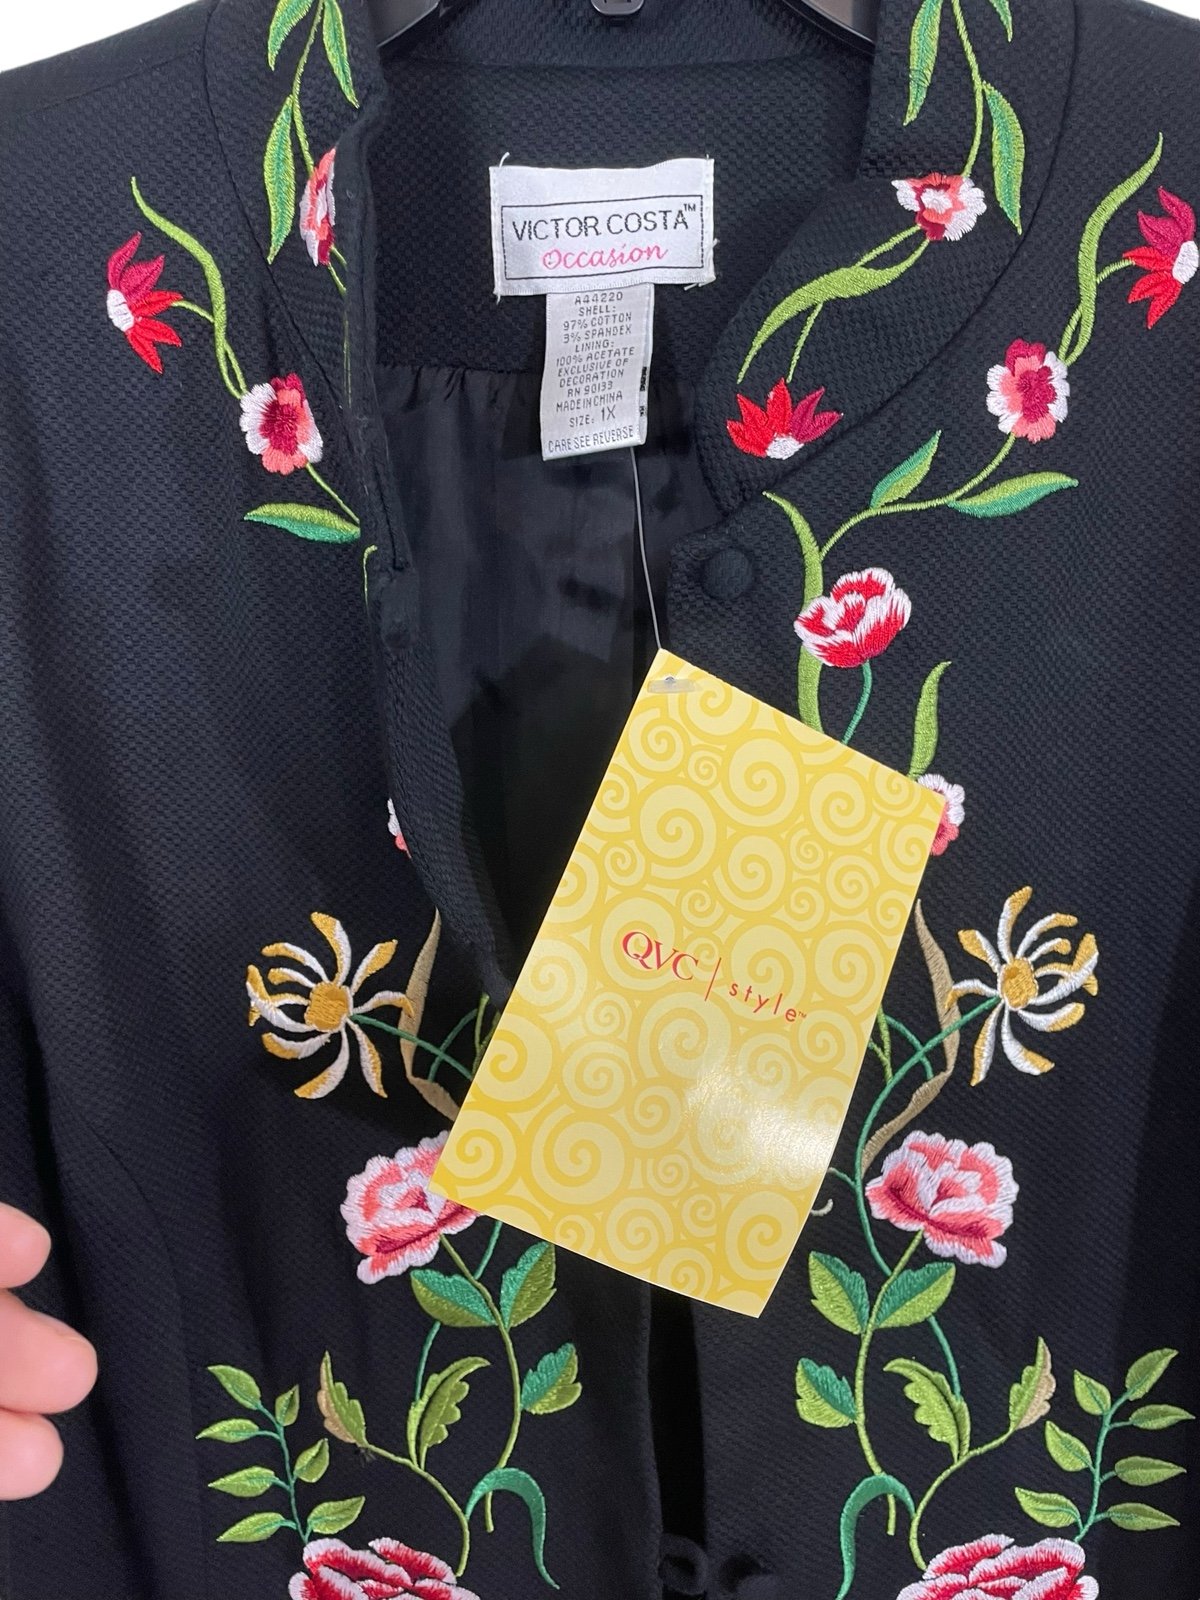 VICTOR COSTA™
Occasion
A44220
SHELL:
97% COTTON
3% SPANDEX
LINING:
100% ACETATE
EXCLUSIVE OF
DECORATION
RN 90133
MADE IN CHINA
SIZE: 1X
CARE SEE REVERSE
QVC | style™